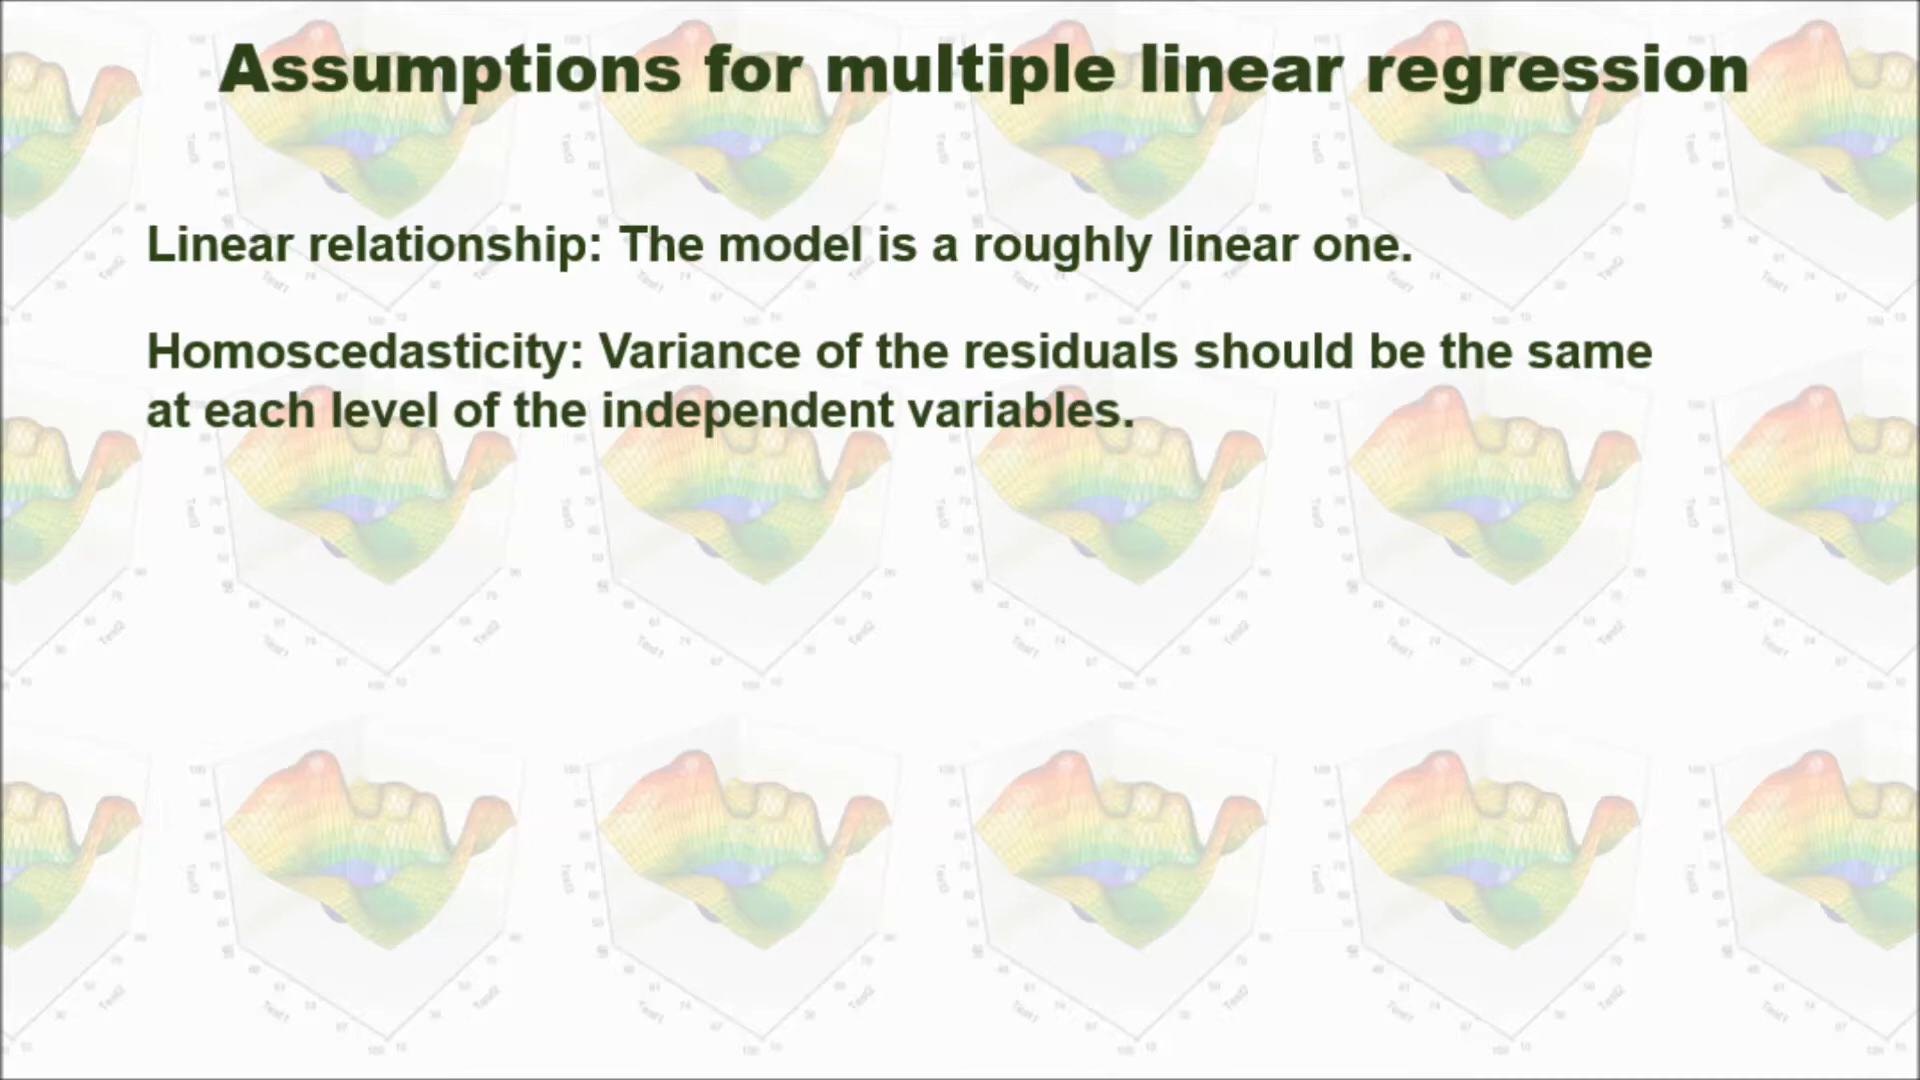 Assumptions for multiple linear regression
Linear relationship: The model is a roughly linear one.
Homoscedasticity: Variance of the residuals should be the same
at each level of the independent variables.